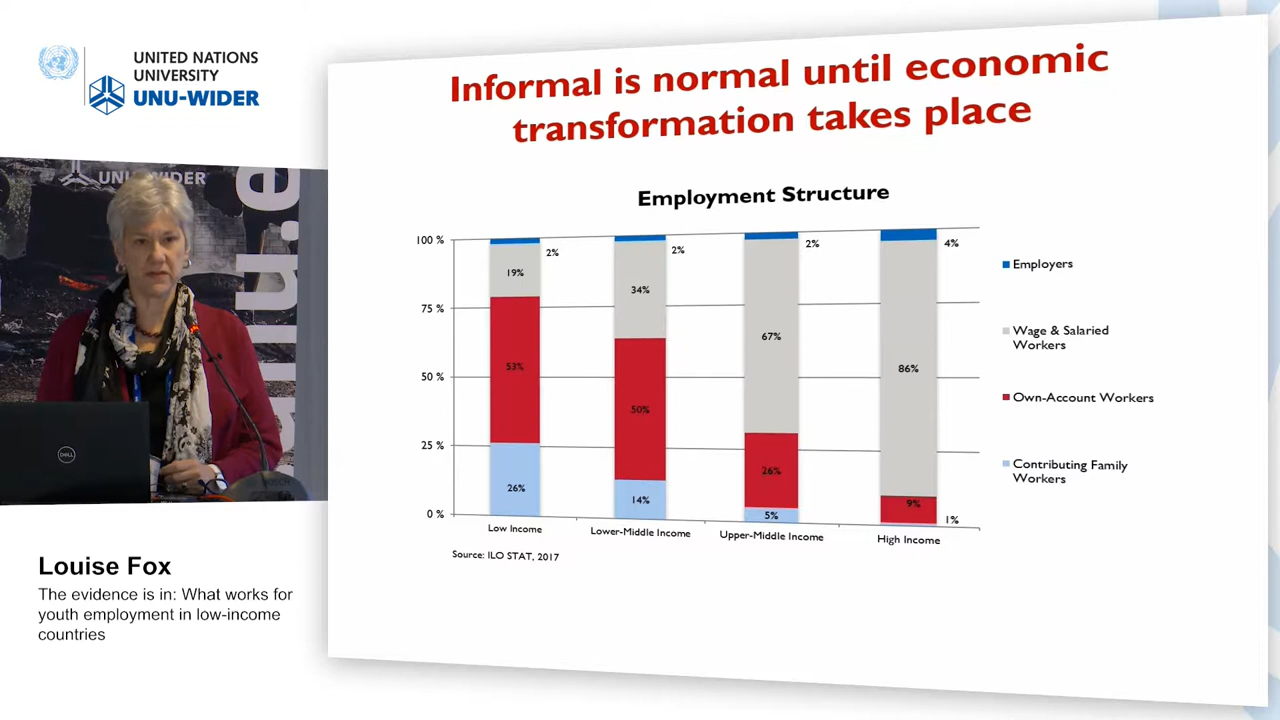 UNITED NATIONS
UNIVERSITY
UNU-WIDER
UNU-WIDER
Louise Fox
The evidence is in: What works for
youth employment in low-income
countries
Informal is normal until economic
transformation takes place
Employment Structure
100 %
75 %
50 %
25 %
0 %
2%
19%
53%
26%
2%
34%
50%
14%
2%
67%
26%
5%
4%
86%
9%
1%
Low Income
Lower-Middle Income
Upper-Middle Income
High Income
Employers
Wage & Salaried
Workers
Own-Account Workers
Contributing Family
Workers
Source: ILO STAT, 2017
DELL